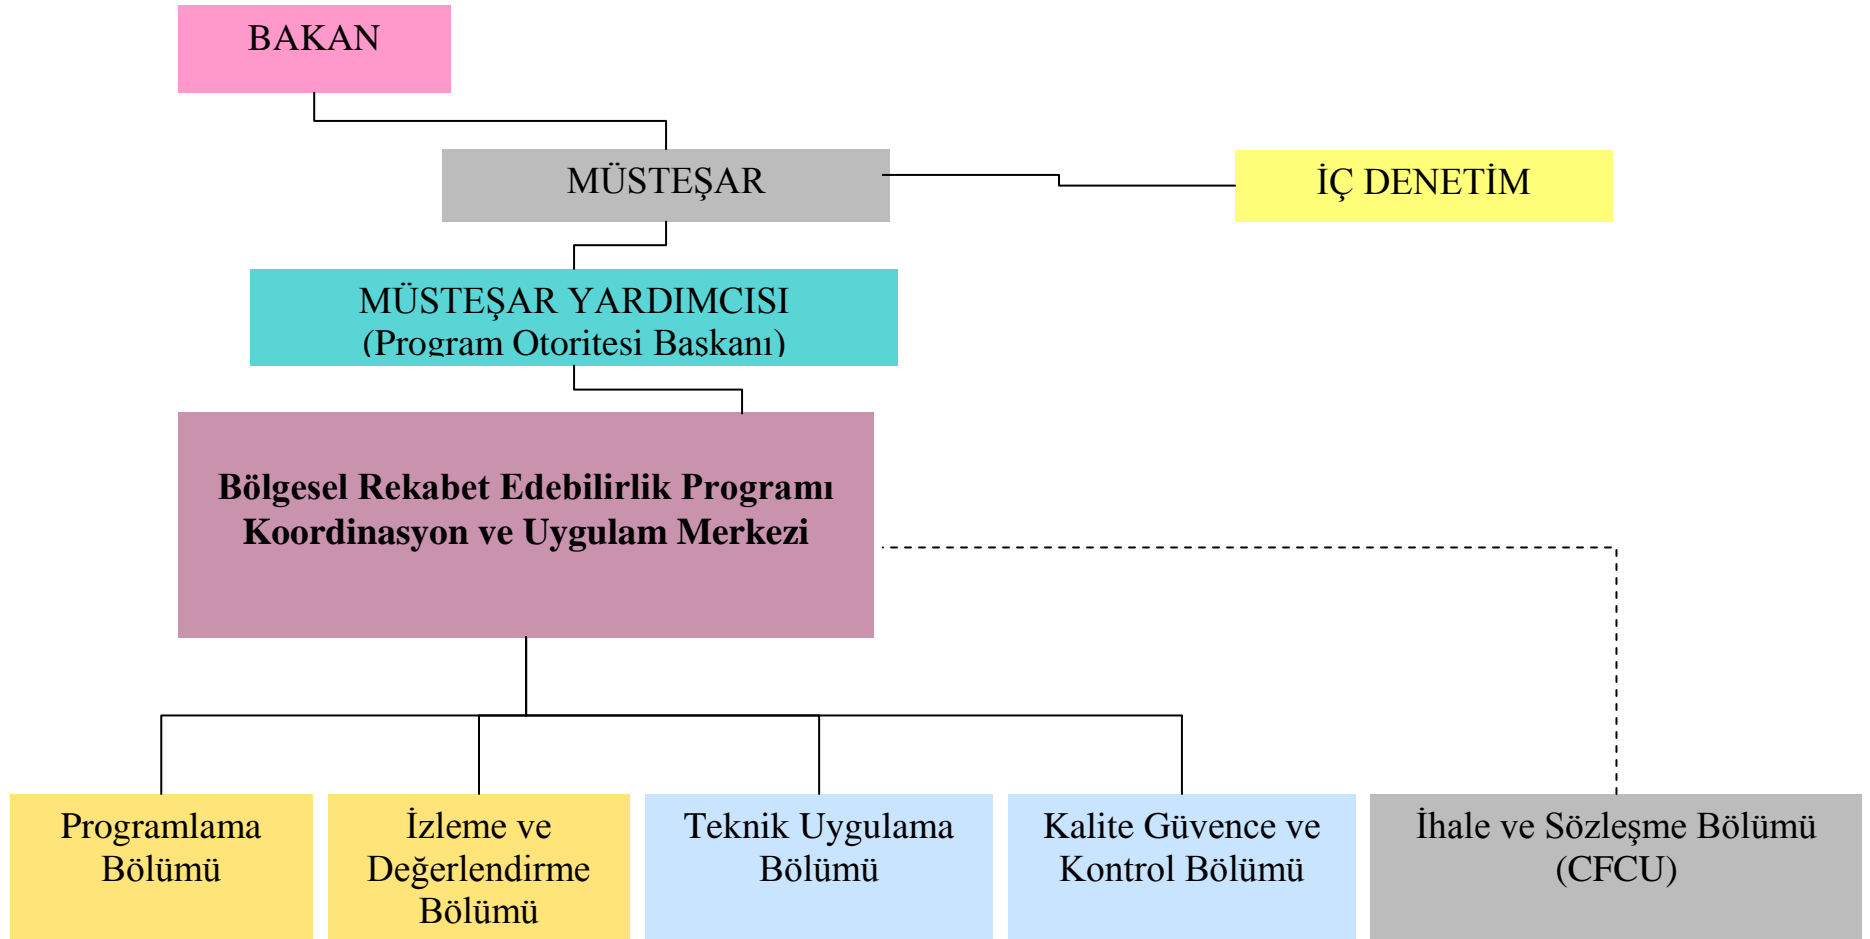 BAKAN
MÜSTEŞAR
İÇ DENETİM
MÜSTEŞAR YARDIMCISI
(Program Otoritesi Başkanı)
Bölgesel Rekabet Edebilirlik Programı
Koordinasyon ve Uygulam Merkezi
Programlama
Bölümü
İzleme ve
Değerlendirme
Bölümü
Teknik Uygulama
Bölümü
Kalite Güvence ve
Kontrol Bölümü
İhale ve Sözleşme Bölümü
(CFCU)